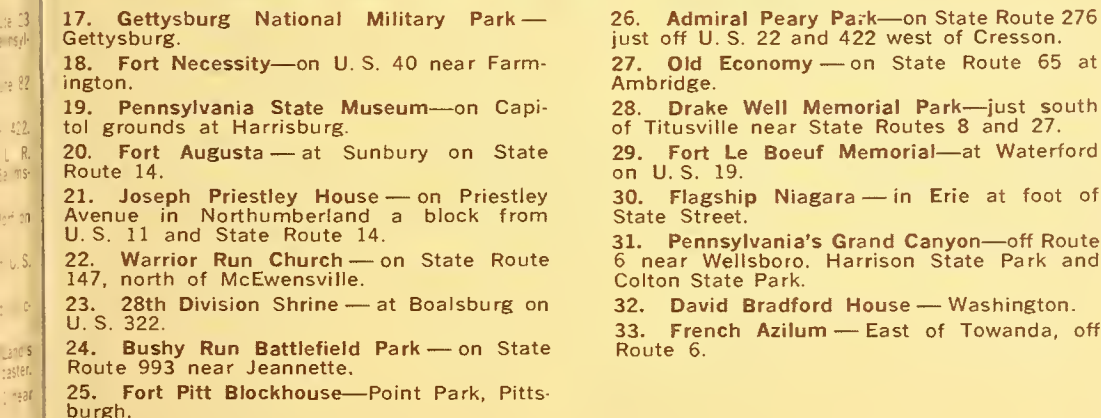 17. Gettysburg National Military Park —
Gettysburg.
18. Fort Necessity—on U. S. 40 near Farm-
ington.
19. Pennsylvania State Museum—on Capi-
tol grounds at Harrisburg.
20. Fort Augusta — at Sunbury on State
Route 14.
21. Joseph Priestley House — on Priestley
Avenue in Northumberland a block from
U. S. 11 and State Route 14.
22. Warrior Run Church — on State Route
147, north of McEwensville.
23. 28th Division Shrine — at Boalsburg on
U. S. 322.
24. Bushy Run Battlefield Park — on State
Route 993 near Jeannette.
25. Fort Pitt Blockhouse—Point Park, Pitts-
burgh.
26. Admiral Peary Park—on State Route 276
just off U. S. 22 and 422 west of Cresson.
27. Old Economy — on State Route 65 at
Ambridge.
28. Drake Well Memorial Park—just south
of Titusville near State Routes 8 and 27.
29. Fort Le Boeuf Memorial—at Waterford
on U. S. 19.
30. Flagship Niagara — in Erie at foot of
State Street.
31. Pennsylvania's Grand Canyon—off Route
6 near Wellsboro. Harrison State Park and
Colton State Park.
32. David Bradford House — Washington.
33. French Azilum — East of Towanda, off
Route 6.